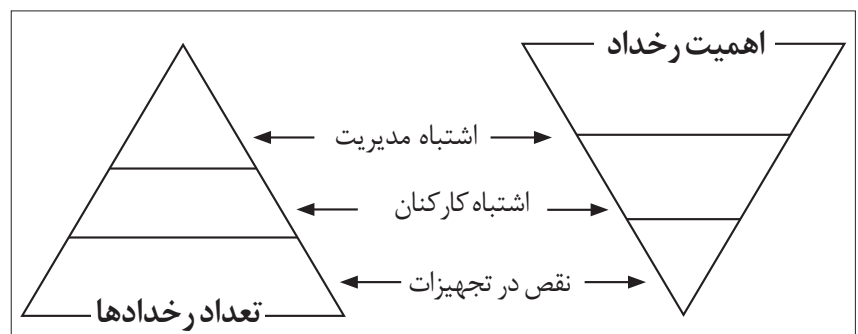 اهمیت رخداد
اشتباه مدیریت
اشتباه کارکنان
نقص در تجهیزات
تعداد رخدادها